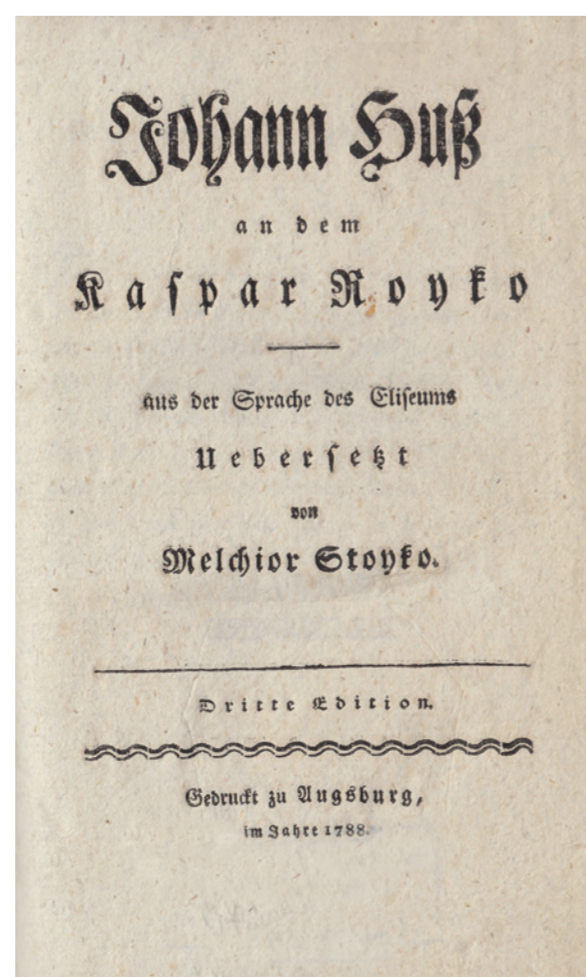 Johann Huß
an dem
Kaspar Royko
aus der Sprache des Eliseums
Uebersetzt
von
Melchior Stoyko.
Dritte Edition.
Gedruckt zu Augsburg,
im Jahre 1788.